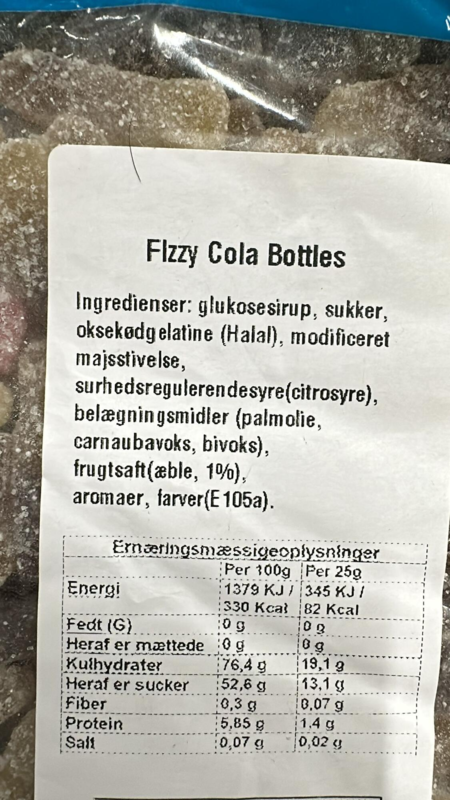 FIzzy Cola Bottles
Ingredienser: glukosesirup, sukker,
oksekødgelatine (Halal), modificeret
majsstivelse,
surhedsregulerendesyre(citrosyre),
belægningsmidler (palmolie,
carnaubavoks, bivoks),
frugtsaft(æble, 1%),
aromaer, farver(E105a).
Ernæringsmæssigeoplysninger
Per 100g Per 25g
Energi 1379 KJ / 345 KJ /
330 Kcal 82 Kcal
Fedt (G) 0 g 0 g
Heraf er mættede 0 g 0 g
Kulhydrater 76,4 g 19,1 g
Heraf er sucker 52,6 g 13,1 g
Fiber 0,3 g 0,07 g
Protein 5,85 g 1.4 g
Salt 0,07 g 0,02 g